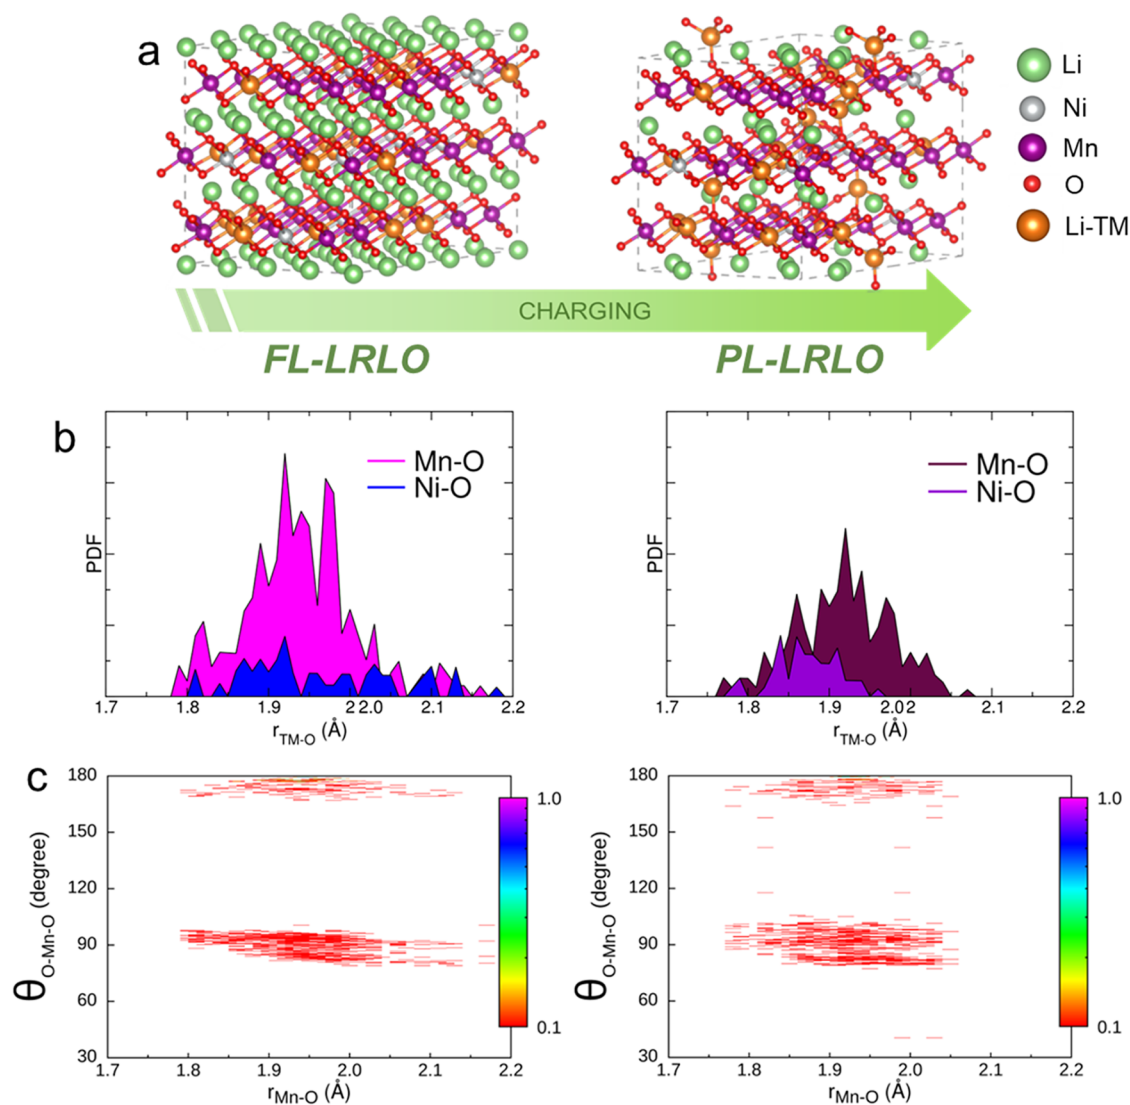 a
Li
Ni
Mn
O
Li-TM
CHARGING
FL-LRLO
PL-LRLO
b
PDF
Mn-O
Ni-O
1.7
1.8
1.9
2 2.0
2.1
2.2
rTM-O (Å)
PDF
Mn-O
Ni-O
1.7
1.8
1.9
2.0 2
2.1
2.2
rTM-O (Å)
c
θO-Mn-O (degree)
180
150
120
90
60
30
1.7
1.8
1.9
2.0
2.1
2.2
rMn-O (Å)
1.0
0.1
θO-Mn-O (degree)
180
150
120
90
60
30
1.7
1.8
1.9
2.0
2.1
2.2
rMn-O (Å)
1.0
0.1